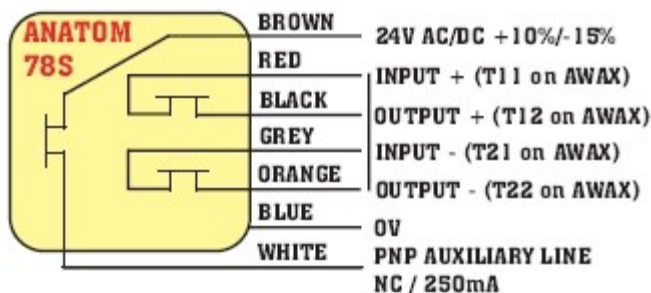 ANATOM
78S
BROWN 24V AC/DC +10%/-15%
RED INPUT + (T11 on AWAX)
BLACK OUTPUT + (T12 on AWAX)
GREY INPUT - (T21 on AWAX)
ORANGE OUTPUT - (T22 on AWAX)
BLUE 0V
WHITE PNP AUXILIARY LINE
NC / 250mA